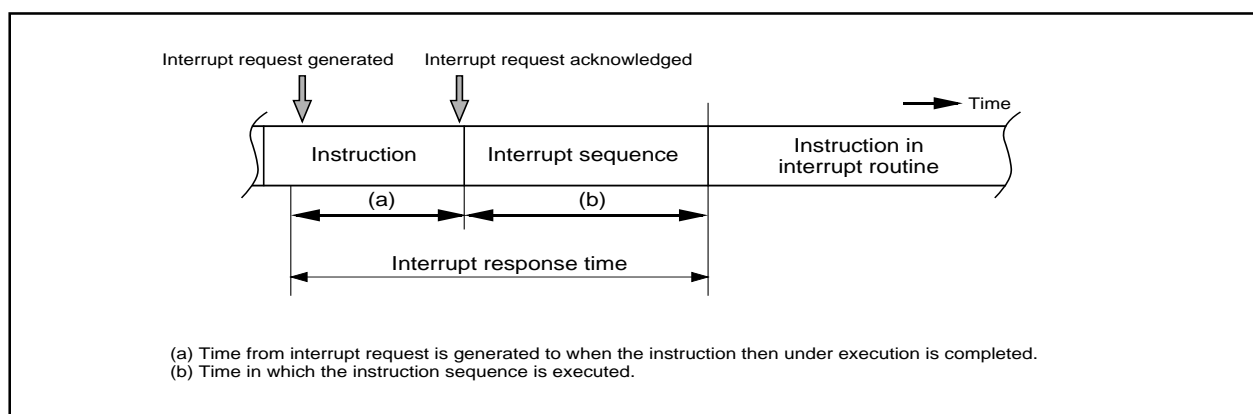 Interrupt request generated
Interrupt request acknowledged
Time
Instruction
Interrupt sequence
Instruction in
interrupt routine
(a)
(b)
Interrupt response time
(a) Time from interrupt request is generated to when the instruction then under execution is completed.
(b) Time in which the instruction sequence is executed.